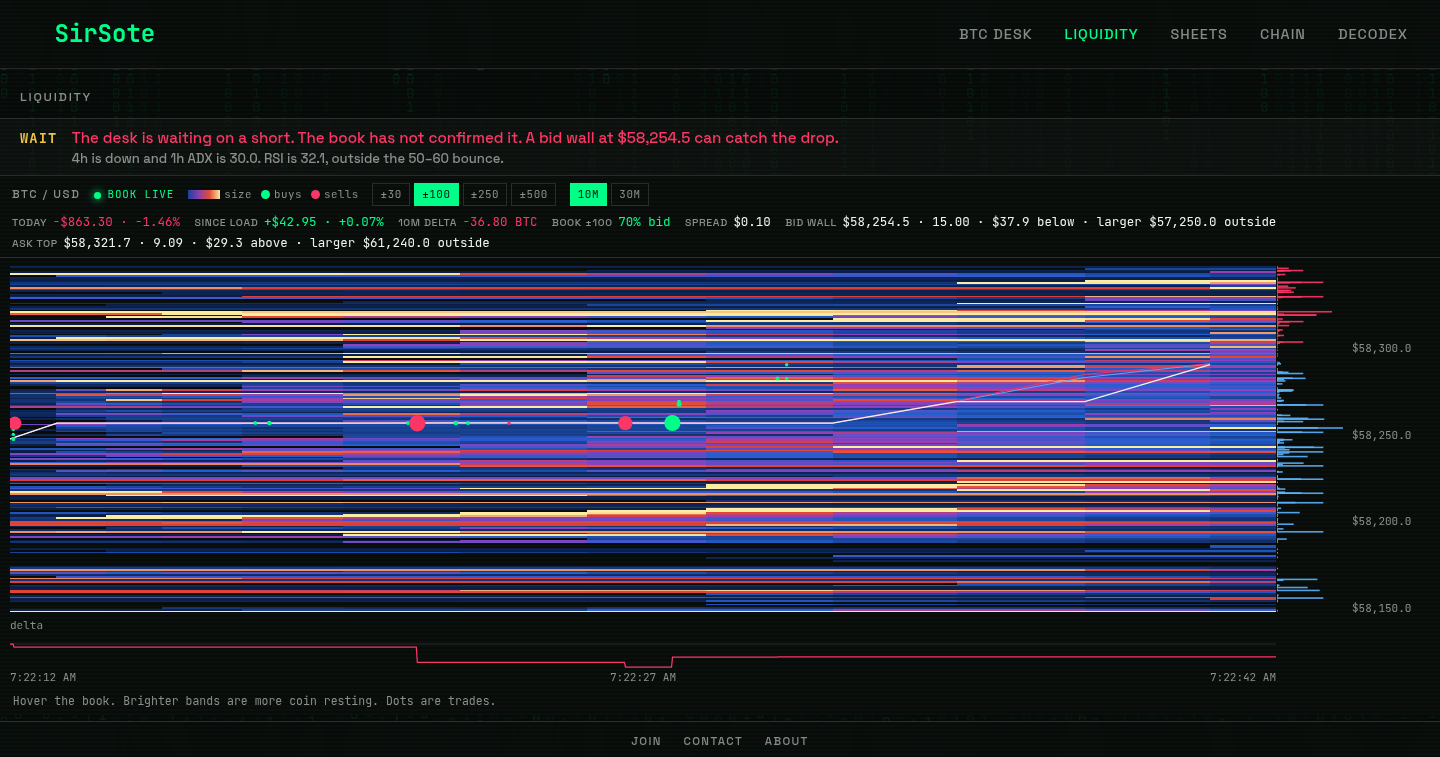 SirSote
BTC DESK LIQUIDITY SHEETS CHAIN DECODEX
LIQUIDITY
WAIT The desk is waiting on a short. The book has not confirmed it. A bid wall at $58,254.5 can catch the drop.
4h is down and 1h ADX is 30.0. RSI is 32.1, outside the 50–60 bounce.
BTC / USD BOOK LIVE size buys sells ±30 ±100 ±250 ±500 10M 30M
TODAY -$863.30 · -1.46% SINCE LOAD +$42.95 · +0.07% 10M DELTA -36.80 BTC BOOK ±100 70% bid SPREAD $0.10 BID WALL $58,254.5 · 15.00 · $37.9 below · larger $57,250.0 outside
ASK TOP $58,321.7 · 9.09 · $29.3 above · larger $61,240.0 outside
$58,300.0
$58,250.0
$58,200.0
$58,150.0
delta
7:22:12 AM 7:22:27 AM 7:22:42 AM
Hover the book. Brighter bands are more coin resting. Dots are trades.
JOIN CONTACT ABOUT